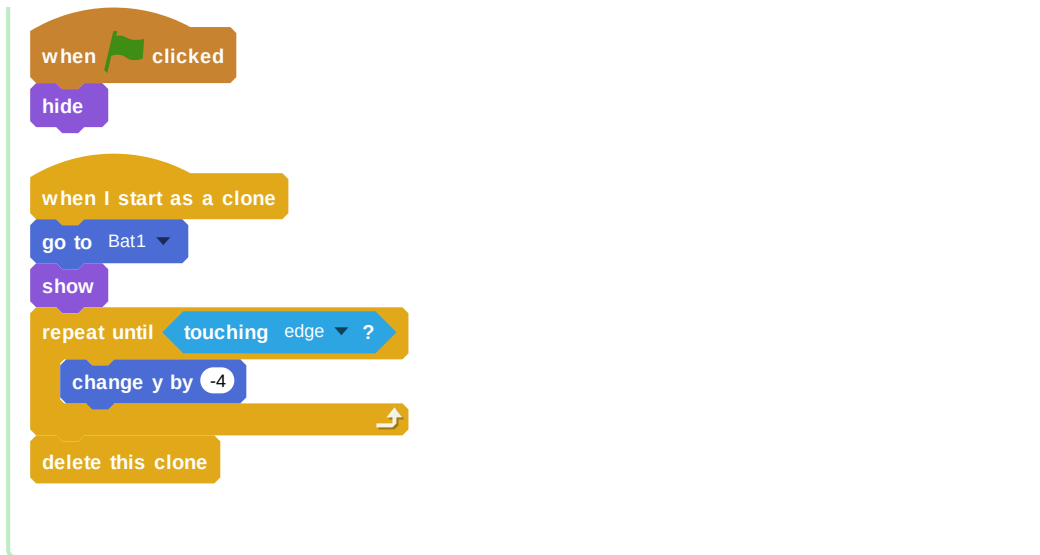 when clicked
hide
when I start as a clone
go to Bat1
show
repeat until touching edge ?
change y by -4
delete this clone